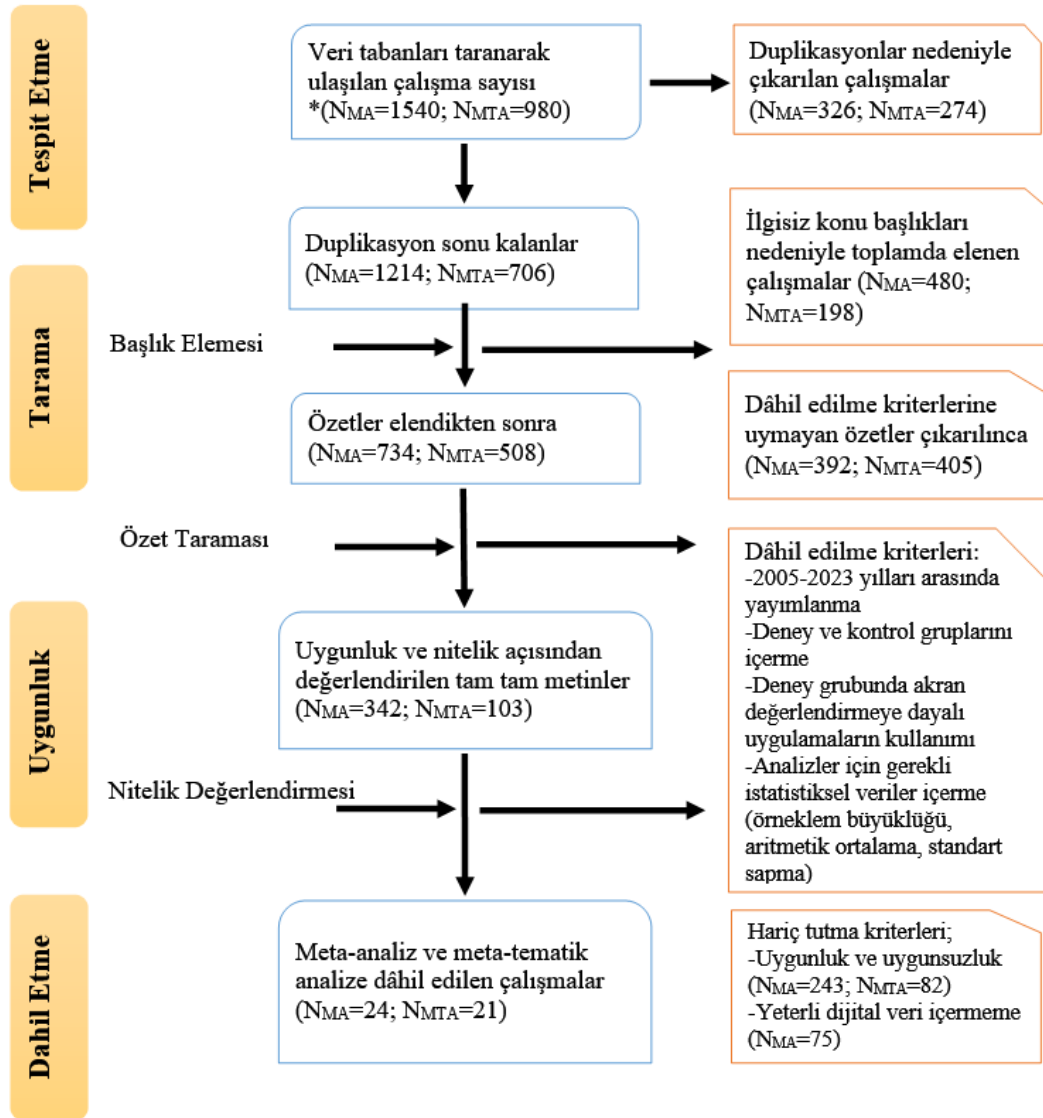 Tespit Etme
Veri tabanları taranarak
ulaşılan çalışma sayısı
*(NMA=1540; NMTA=980)
Duplikasyonlar nedeniyle
çıkarılan çalışmalar
(NMA=326; NMTA=274)
Duplikasyon sonu kalanlar
(NMA=1214; NMTA=706)
İlgisiz konu başlıkları
nedeniyle toplamda elenen
çalışmalar (NMA=480;
NMTA=198)
Tarama
Başlık Elemesi
Özetler elendikten sonra
(NMA=734; NMTA=508)
Dâhil edilme kriterlerine
uymayan özetler çıkarılınca
(NMA=392; NMTA=405)
Özet Taraması
Uygunluk
Uygunluk ve nitelik açısından
değerlendirilen tam tam metinler
(NMA=342; NMTA=103)
Dâhil edilme kriterleri:
-2005-2023 yılları arasında
yayımlanma
-Deney ve kontrol gruplarını
içerme
-Deney grubunda akran
değerlendirmeye dayalı
uygulamaların kullanımı
-Analizler için gerekli
istatistiksel veriler içerme
(örneklem büyüklüğü,
aritmetik ortalama, standart
sapma)
Nitelik Değerlendirmesi
Dahil Etme
Meta-analiz ve meta-tematik
analize dâhil edilen çalışmalar
(NMA=24; NMTA=21)
Hariç tutma kriterleri;
-Uygunluk ve uygunsuzluk
(NMA=243; NMTA=82)
-Yeterli dijital veri içermeme
(NMA=75)